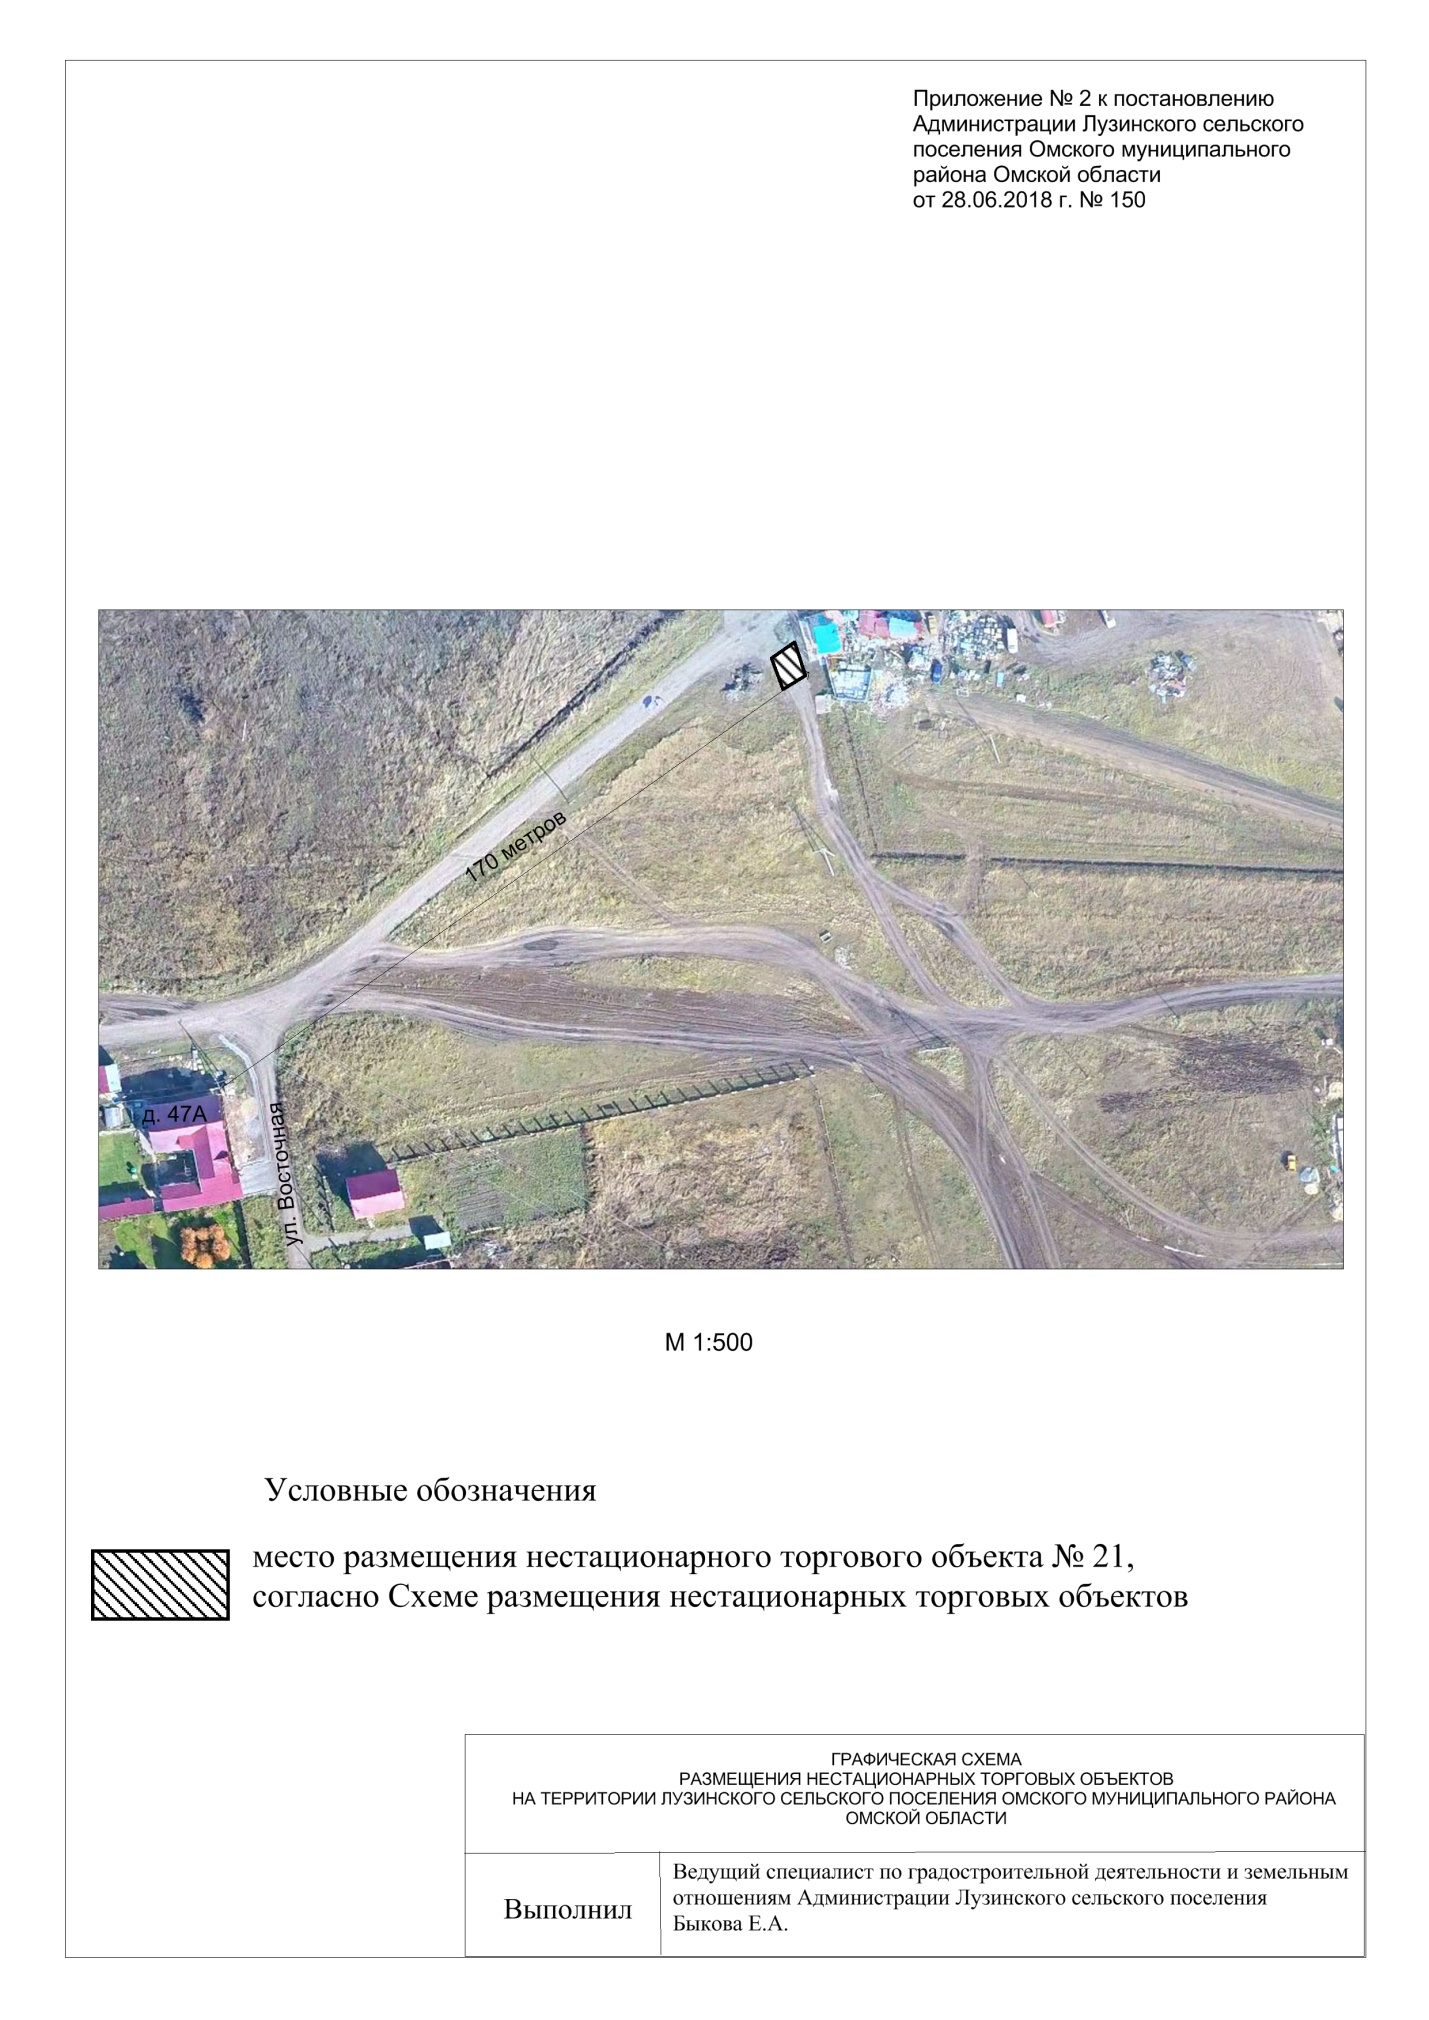 Приложение № 2 к постановлению
Администрации Лузинского сельского
поселения Омского муниципального
района Омской области
от 28.06.2018 г. № 150
170 метров
д. 47А
ул. Восточная
М 1:500
Условные обозначения
место размещения нестационарного торгового объекта № 21,
согласно Схеме размещения нестационарных торговых объектов
ГРАФИЧЕСКАЯ СХЕМА
РАЗМЕЩЕНИЯ НЕСТАЦИОНАРНЫХ ТОРГОВЫХ ОБЪЕКТОВ
НА ТЕРРИТОРИИ ЛУЗИНСКОГО СЕЛЬСКОГО ПОСЕЛЕНИЯ ОМСКОГО МУНИЦИПАЛЬНОГО РАЙОНА
ОМСКОЙ ОБЛАСТИ
Выполнил
Ведущий специалист по градостроительной деятельности и земельным
отношениям Администрации Лузинского сельского поселения
Быкова Е.А.